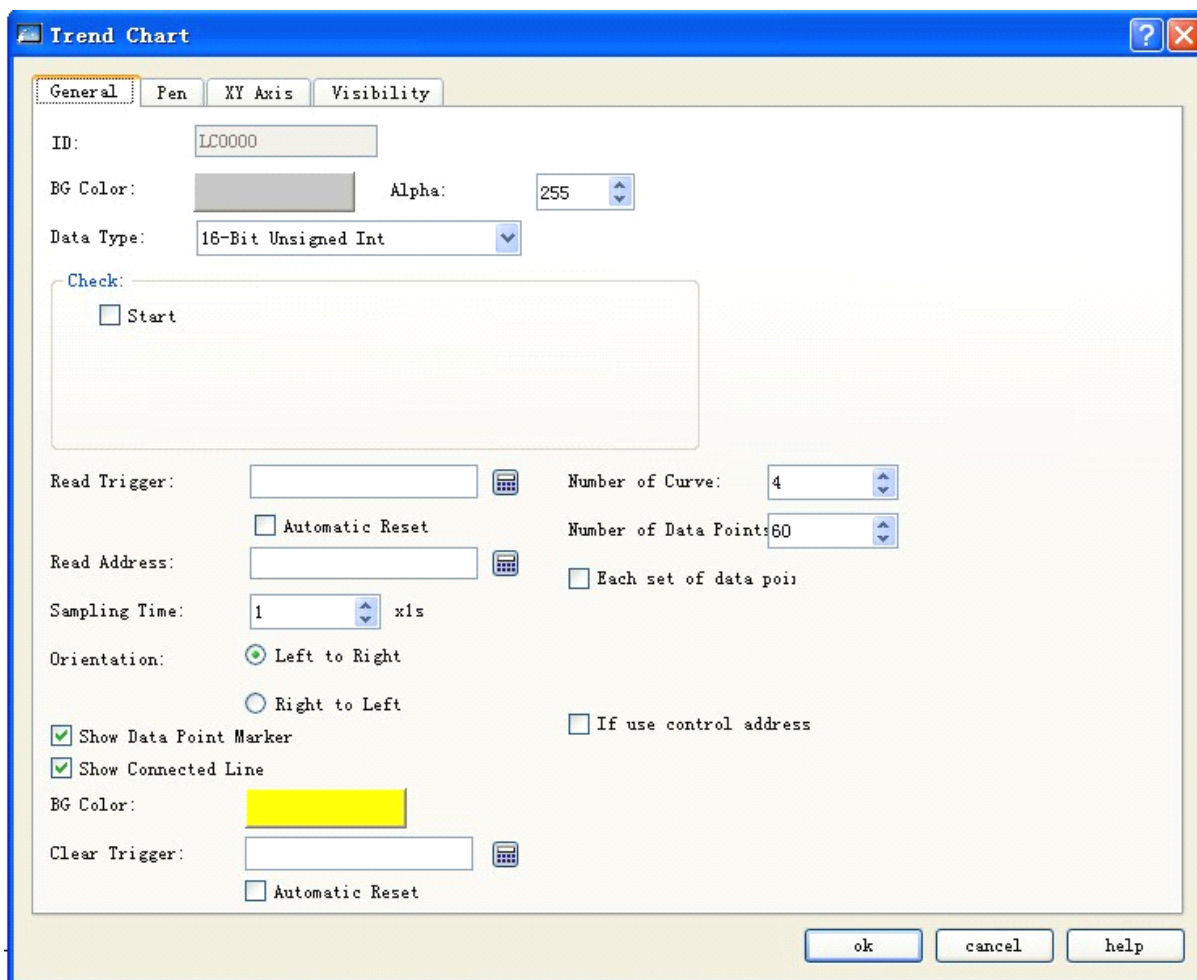 Trend Chart
General Pen XY Axis Visibility
ID: LC0000
BG Color: Alpha: 255
Data Type: 16-Bit Unsigned Int
Check:
Start
Read Trigger: Number of Curve: 4
Automatic Reset Number of Data Points 60
Read Address:
Each set of data poi
Sampling Time: 1 x1s
Orientation: Left to Right
Right to Left
If use control address
Show Data Point Marker
Show Connected Line
BG Color:
Clear Trigger:
Automatic Reset
ok cancel help